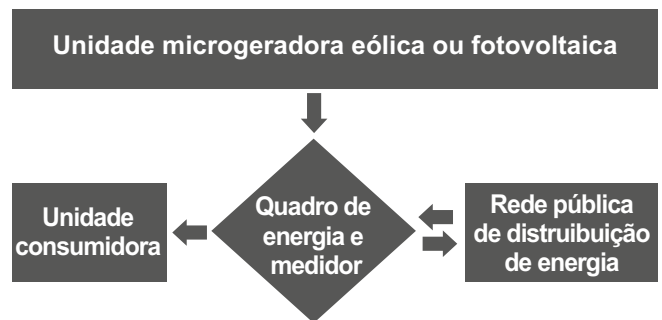 Unidade microgeradora eólica ou fotovoltaica
Unidade
consumidora
Quadro de
energia e
medidor
Rede pública
de distruibuição
de energia